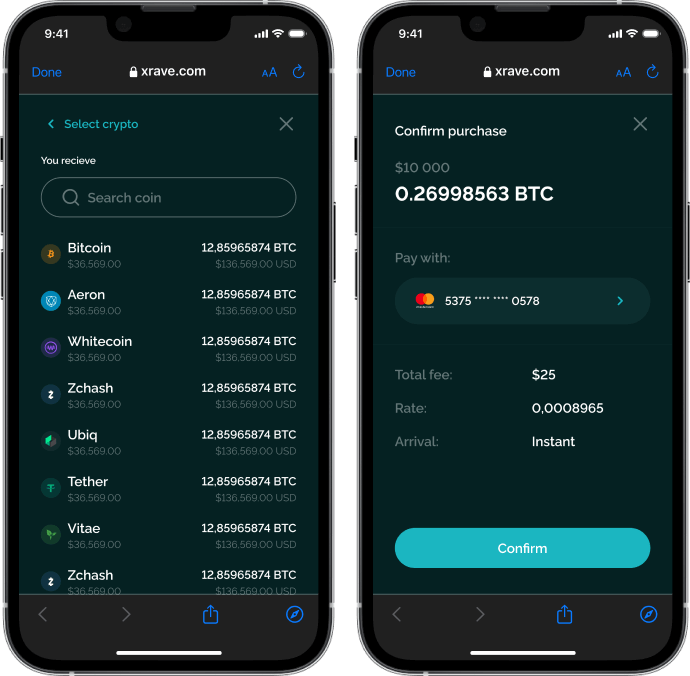 9:41
Done
xrave.com
AA
Select crypto
You recieve
Search coin
Bitcoin
12,85965874 BTC
$36,569.00
$136,569.00 USD
Aeron
12,85965874 BTC
$36,569.00
$136,569.00 USD
Whitecoin
12,85965874 BTC
$36,569.00
$136,569.00 USD
Zchash
12,85965874 BTC
$36,569.00
$136,569.00 USD
Ubiq
12,85965874 BTC
$36,569.00
$136,569.00 USD
Tether
12,85965874 BTC
$36,569.00
$136,569.00 USD
Vitae
12,85965874 BTC
$36,569.00
$136,569.00 USD
Zchash
12,85965874 BTC
$36,569.00
$136,569.00 USD
9:41
Done
xrave.com
AA
Confirm purchase
$10 000
0.26998563 BTC
Pay with:
5375 **** **** 0578
Total fee:
$25
Rate:
0,0008965
Arrival:
Instant
Confirm